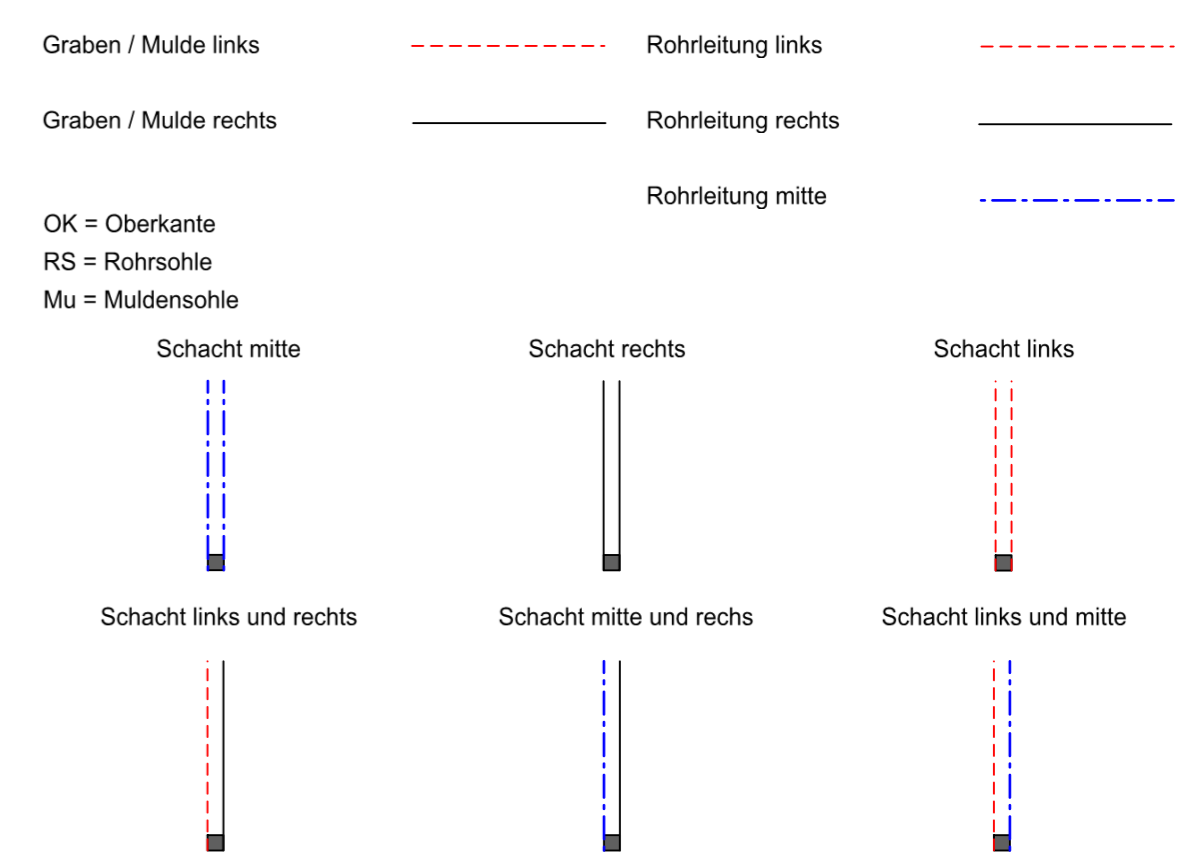 Graben / Mulde links
Rohrleitung links
Graben / Mulde rechts
Rohrleitung rechts
Rohrleitung mitte
OK = Oberkante
RS = Rohrsohle
Mu = Muldensohle
Schacht mitte
Schacht rechts
Schacht links
Schacht links und rechts
Schacht mitte und rechs
Schacht links und mitte